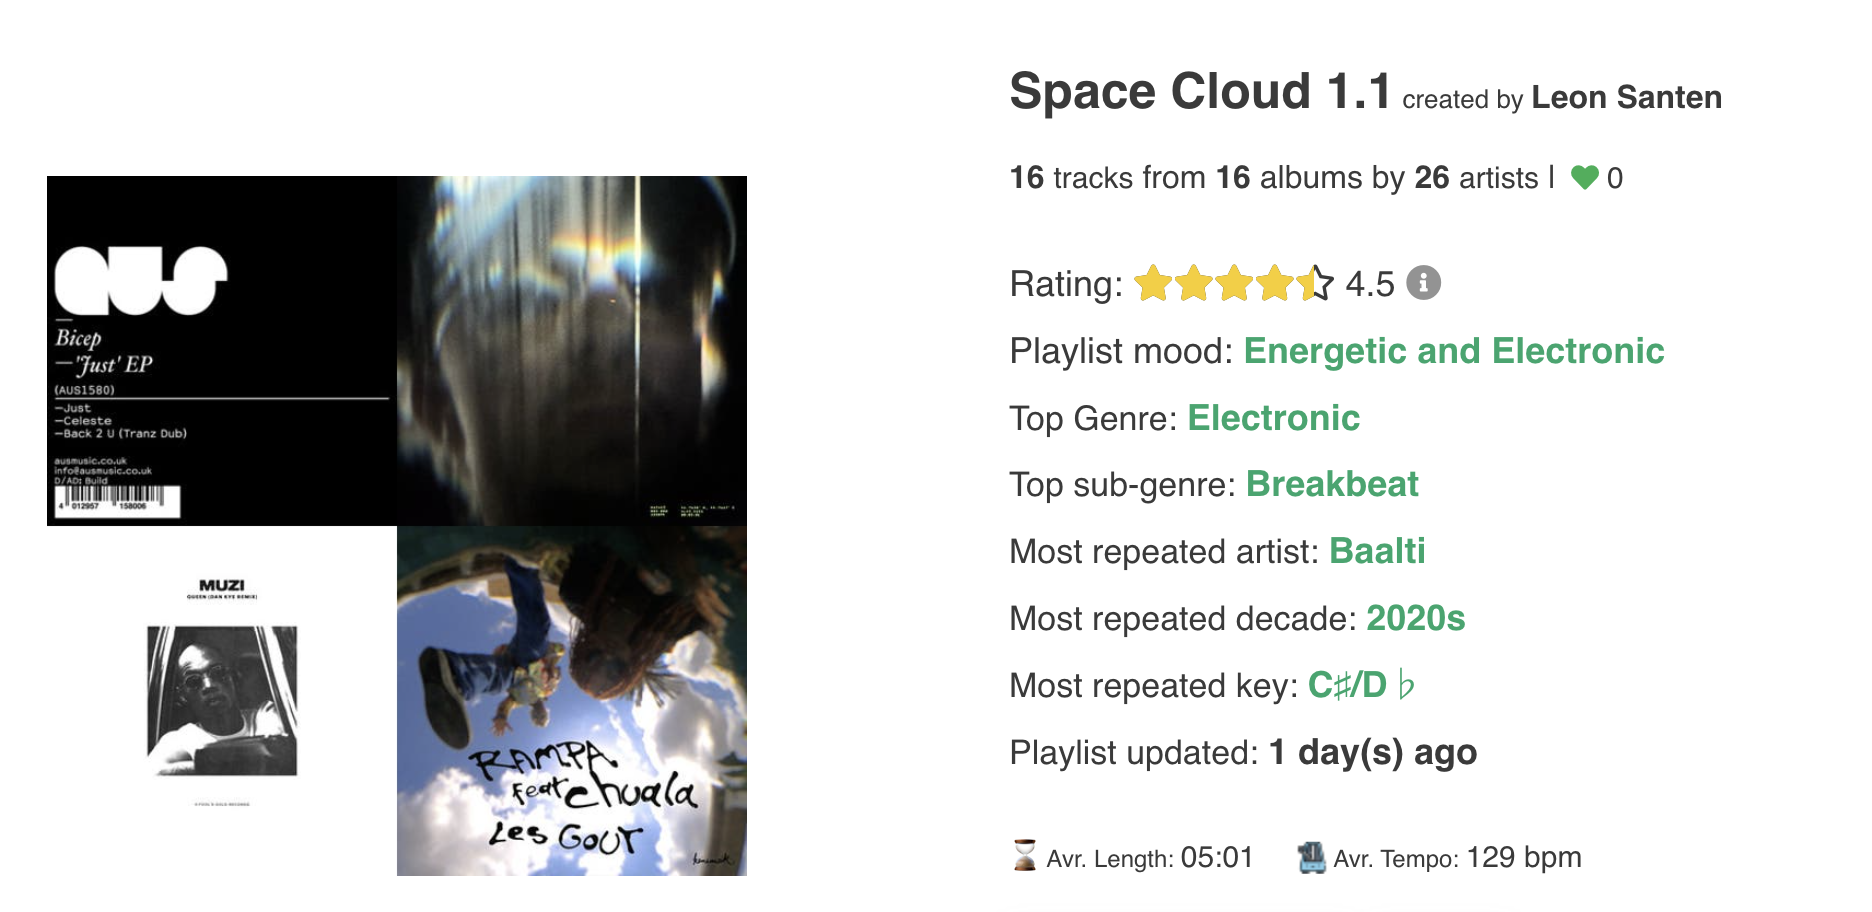 Space Cloud 1.1 created by Leon Santen
16 tracks from 16 albums by 26 artists | 0
Rating: 4.5
Playlist mood: Energetic and Electronic
Top Genre: Electronic
Top sub-genre: Breakbeat
Most repeated artist: Baalti
Most repeated decade: 2020s
Most repeated key: C♯/D ♭
Playlist updated: 1 day(s) ago
Avr. Length: 05:01 Avr. Tempo: 129 bpm
aus
Bicep
—'Just' EP
(AUS1580)
—Just
—Celeste
—Back 2 U (Tranz Dub)
ausmusic.co.uk
info@ausmusic.co.uk
D/AD: Build
4 012957 158006
MUZI
QUEEN (DAN KYE REMIX)
RAMPA
feat chuala
Les GOUT